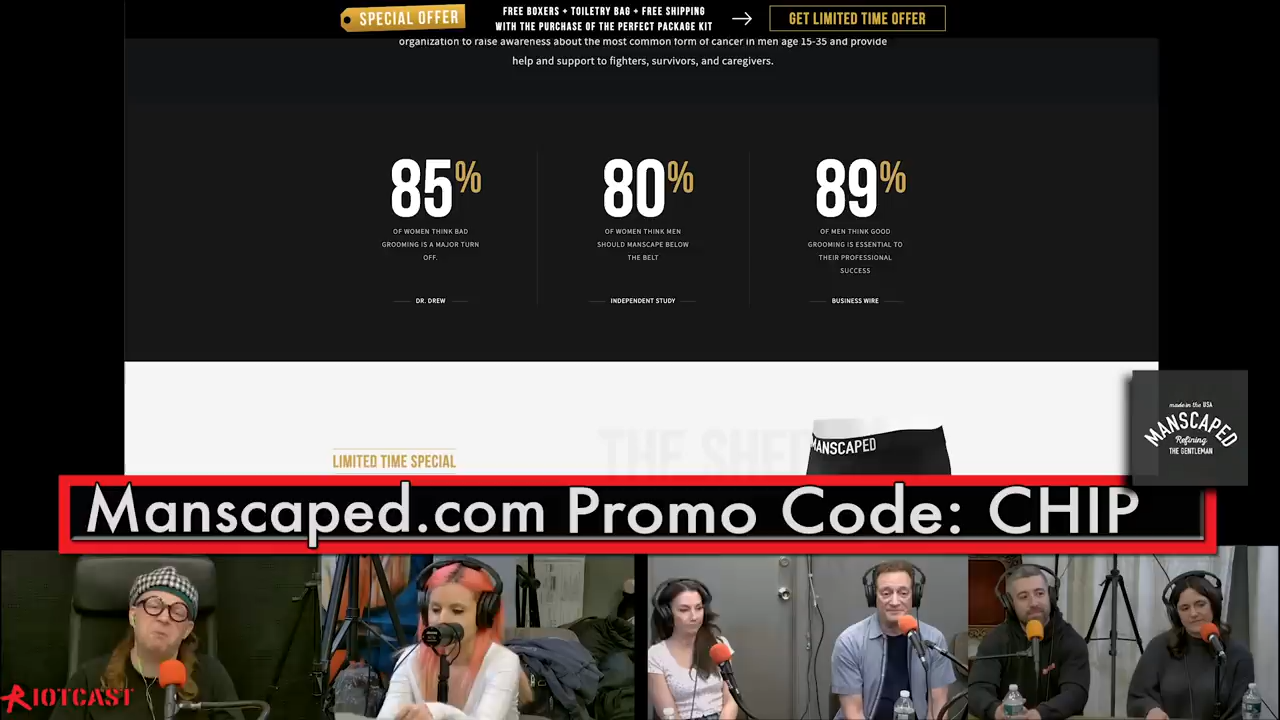 SPECIAL OFFER
FREE BOXERS + TOILETRY BAG + FREE SHIPPING
WITH THE PURCHASE OF THE PERFECT PACKAGE KIT
GET LIMITED TIME OFFER
organization to raise awareness about the most common form of cancer in men age 15-35 and provide
help and support to fighters, survivors, and caregivers.
85%
OF WOMEN THINK BAD
GROOMING IS A MAJOR TURN
OFF.
DR. DREW
80%
OF WOMEN THINK MEN
SHOULD MANSCAPE BELOW
THE BELT
INDEPENDENT STUDY
89%
OF MEN THINK GOOD
GROOMING IS ESSENTIAL TO
THEIR PROFESSIONAL
SUCCESS
BUSINESS WIRE
LIMITED TIME SPECIAL
THE SHED
MANSCAPED
made in the USA
MANSCAPED
Refining
THE GENTLEMAN
Manscaped.com Promo Code: CHIP
RIOTCAST